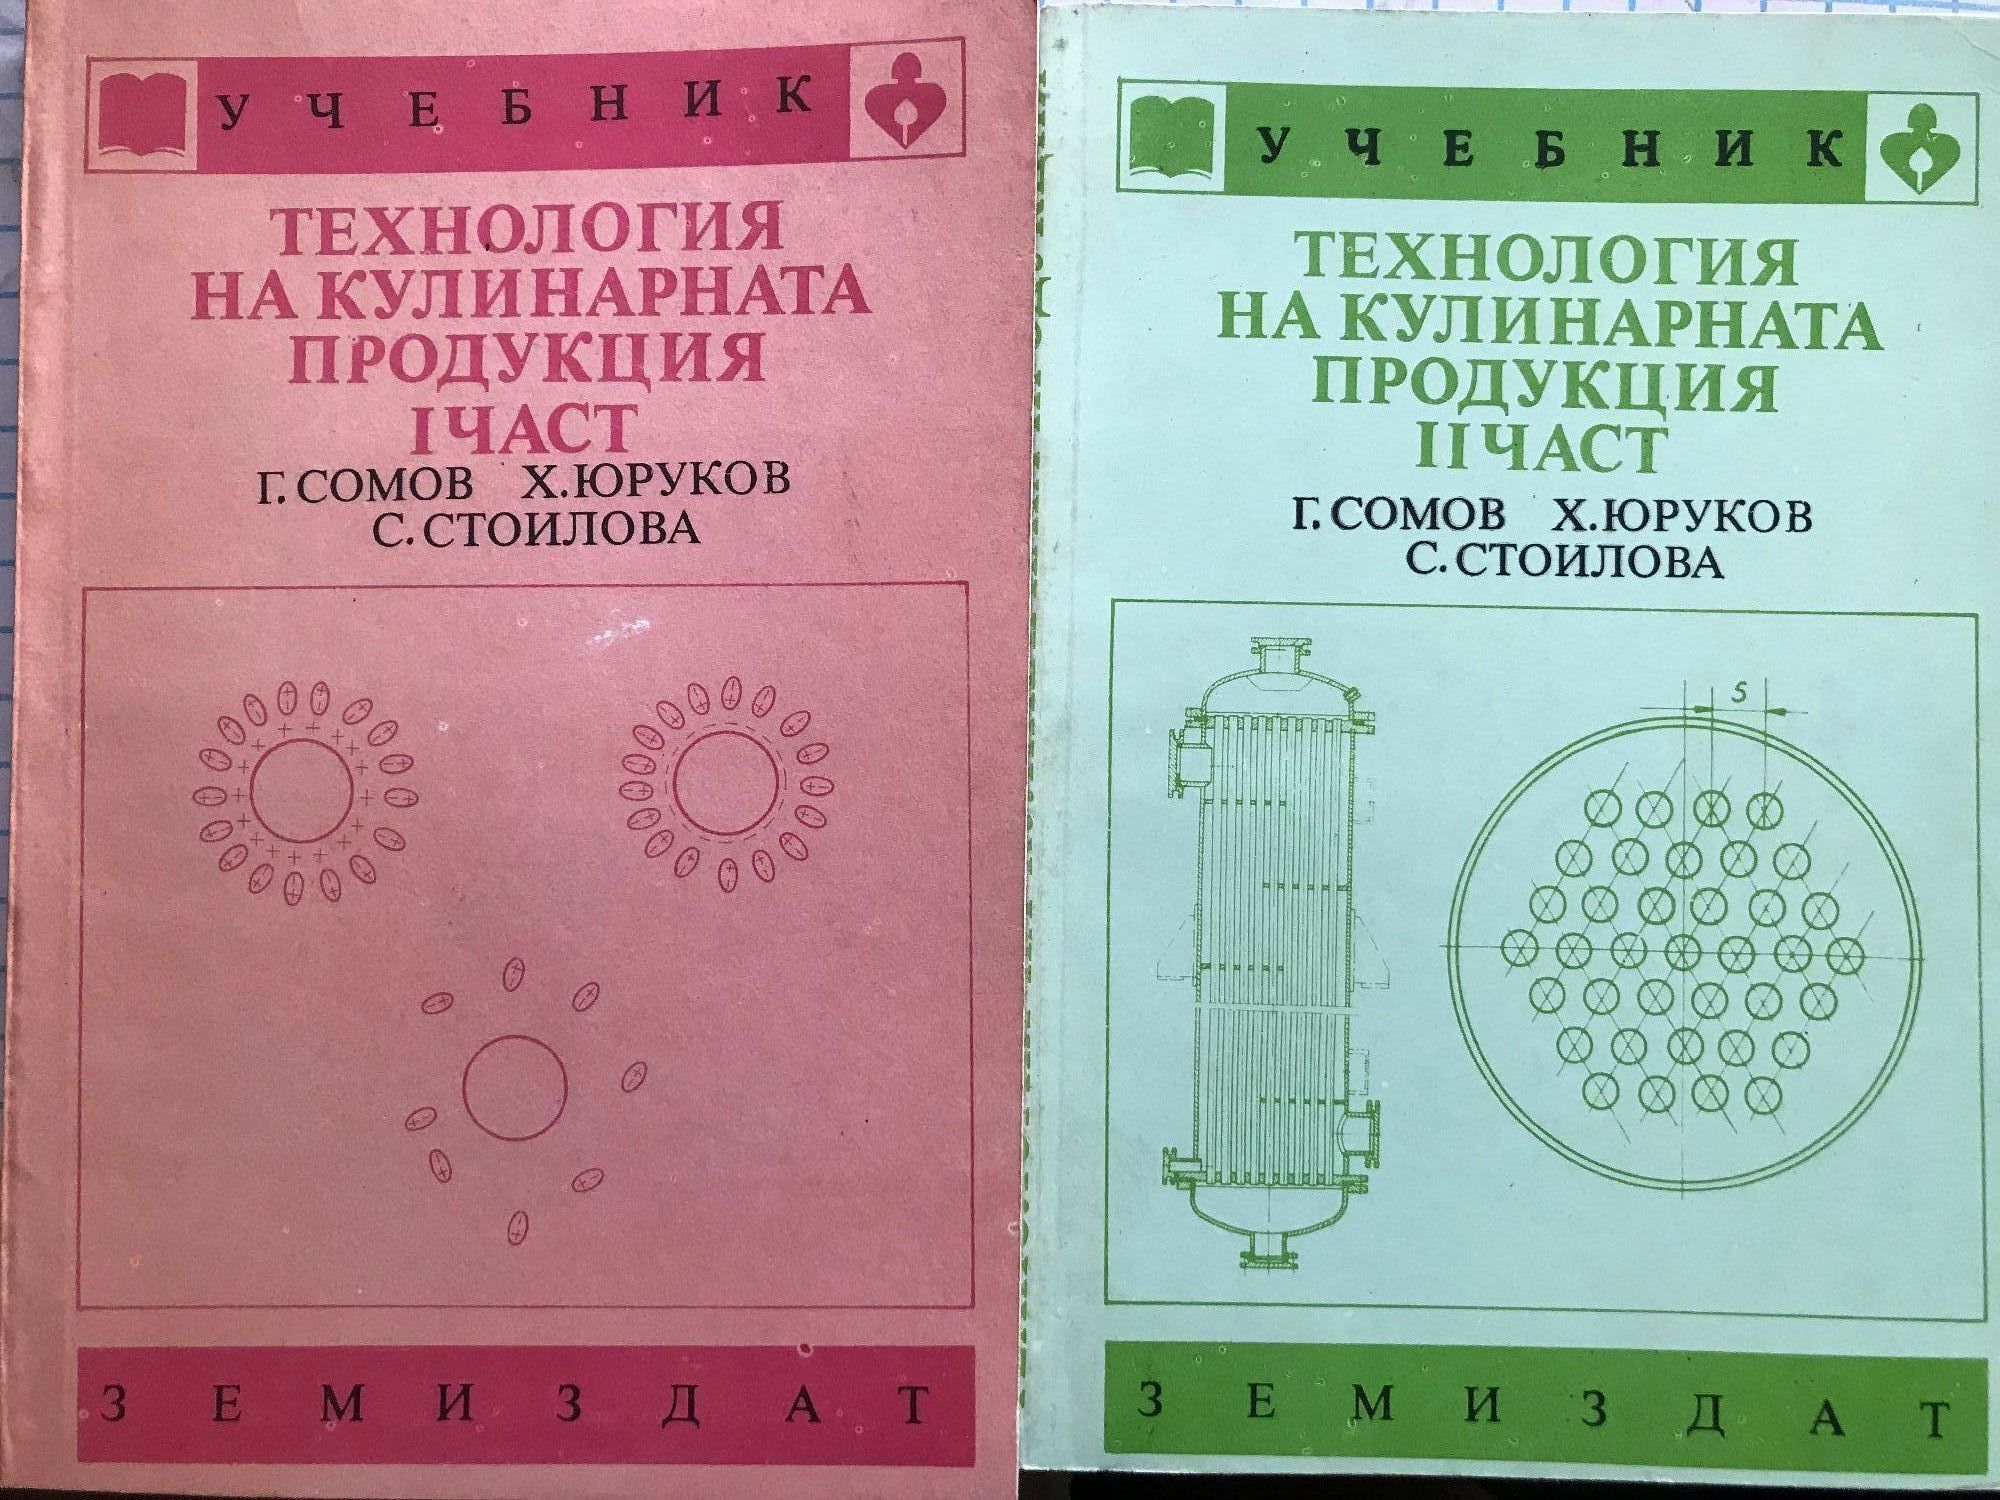 УЧЕБНИК
ТЕХНОЛОГИЯ
НА КУЛИНАРНАТА
ПРОДУКЦИЯ
I ЧАСТ
Г. СОМОВ Х. ЮРУКОВ
С. СТОИЛОВА
ЗЕМИЗДАТ
УЧЕБНИК
ТЕХНОЛОГИЯ
НА КУЛИНАРНАТА
ПРОДУКЦИЯ
II ЧАСТ
Г. СОМОВ Х. ЮРУКОВ
С. СТОИЛОВА
S
ЗЕМИЗДАТ